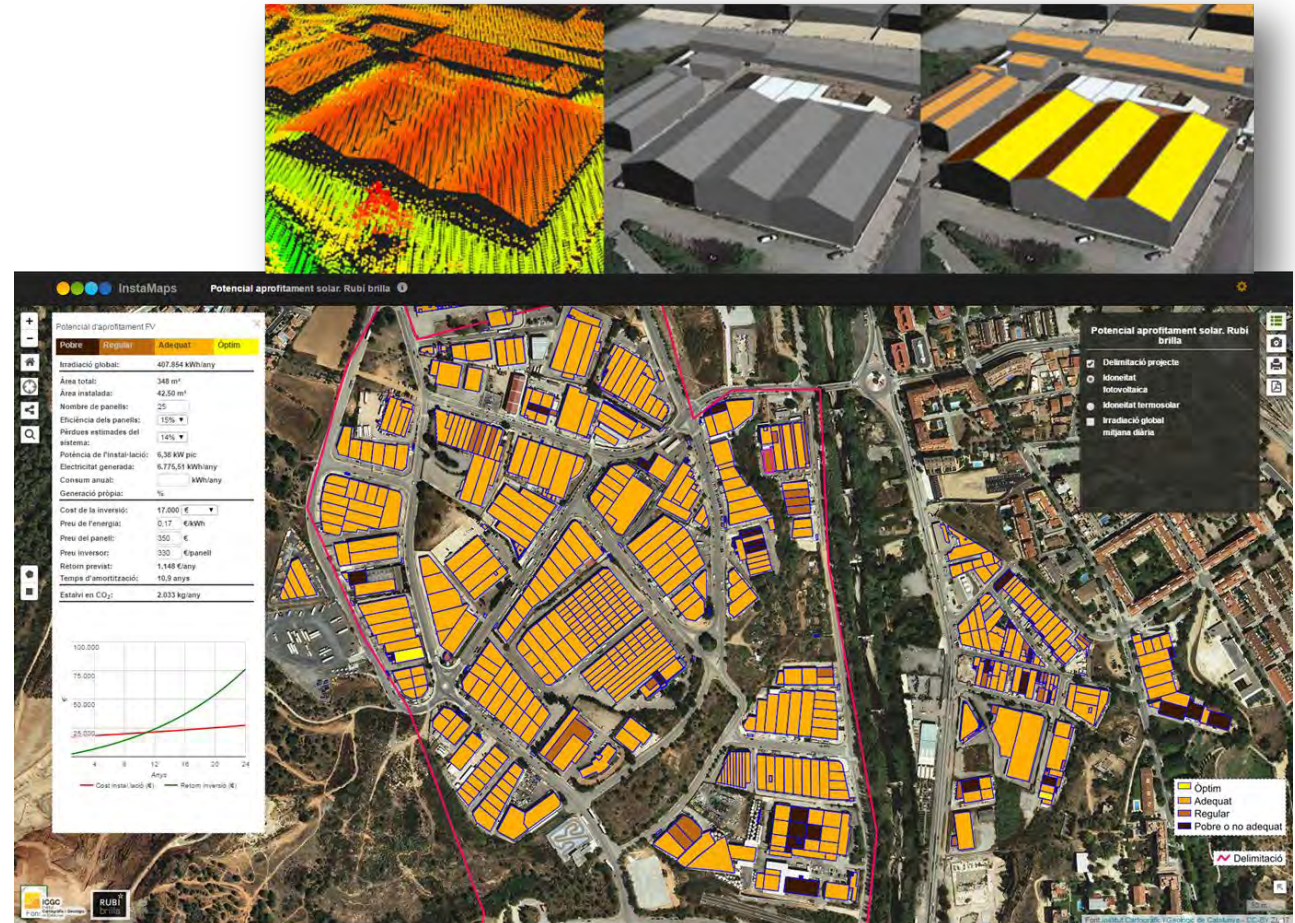 InstaMaps
Potencial aprofitament solar. Rubí brilla
Potencial d'aprofitament FV
Pobre Regular Adequat Òptim
Irradiació global: 407.854 kWh/any
Àrea total: 348 m²
Àrea instalada: 42,50 m²
Nombre de panells: 25
Eficiència dels panells: 15%
Pèrdues estimades del
sistema: 14%
Potència de l'instal·lació: 6,38 kW pic
Electricitat generada: 6.775,51 kWh/any
Consum anual: kWh/any
Generació pròpia: %
Cost de la inversió: 17.000 €
Preu de l'energia: 0,17 €/kWh
Preu del panell: 350 €
Preu inversor: 330 €/panell
Retorn previst: 1.148 €/any
Temps d'amortització: 10,9 anys
Estalvi en CO₂: 2.033 kg/any
100.000
75.000
€
50.000
25.000
4 8 12 16 20 24
Anys
Cost instal.lació (€) Retorn inversió (€)
Potencial aprofitament solar. Rubí
brilla
Delimitació projecte
Idoneitat
fotovoltaica
Idoneitat termosolar
Irradiació global
mitjana diària
Òptim
Adequat
Regular
Pobre o no adequat
Delimitació
ICGC
RUBÍ
brilla